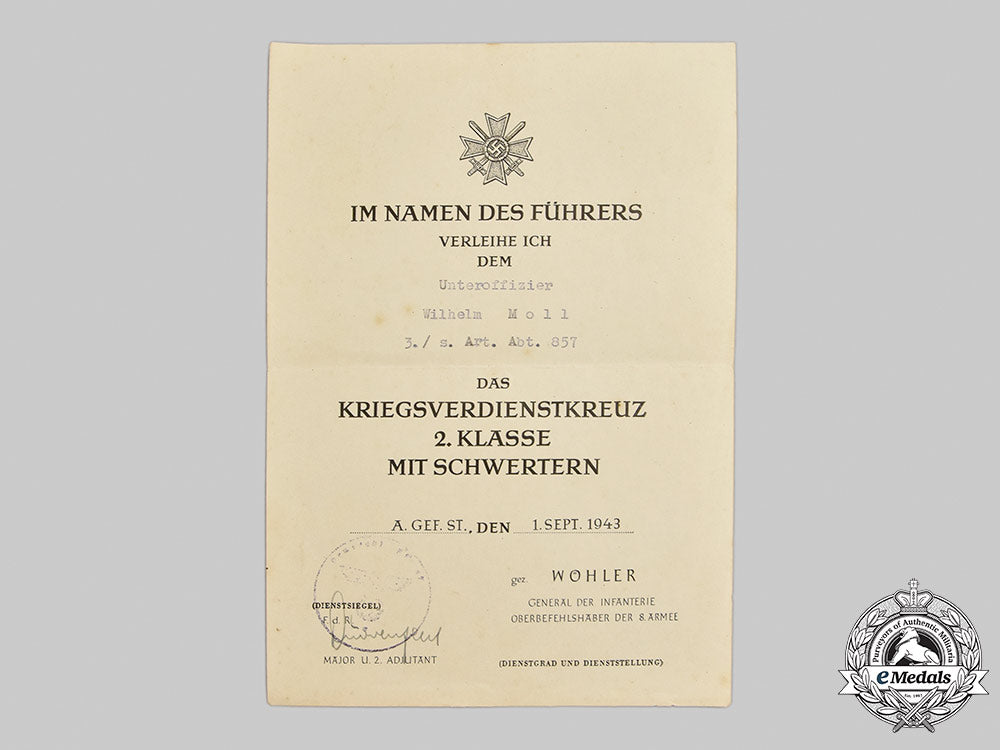 IM NAMEN DES FÜHRERS
VERLEIHE ICH
DEM
Unteroffizier
Wilhelm Moll
3./ s. Art. Abt. 857
DAS
KRIEGSVERDIENSTKREUZ
2. KLASSE
MIT SCHWERTERN
A. GEF. ST., DEN 1. SEPT. 1943
(DIENSTSIEGEL)
F. d. R.
MAJOR U. 2. ADJUTANT
gez. WÖHLER
GENERAL DER INFANTERIE
OBERBEFEHLSHABER DER 8. ARMEE
(DIENSTGRAD UND DIENSTSTELLUNG)
Purveyors of Authentic Militaria
eMedals
Est. 1967